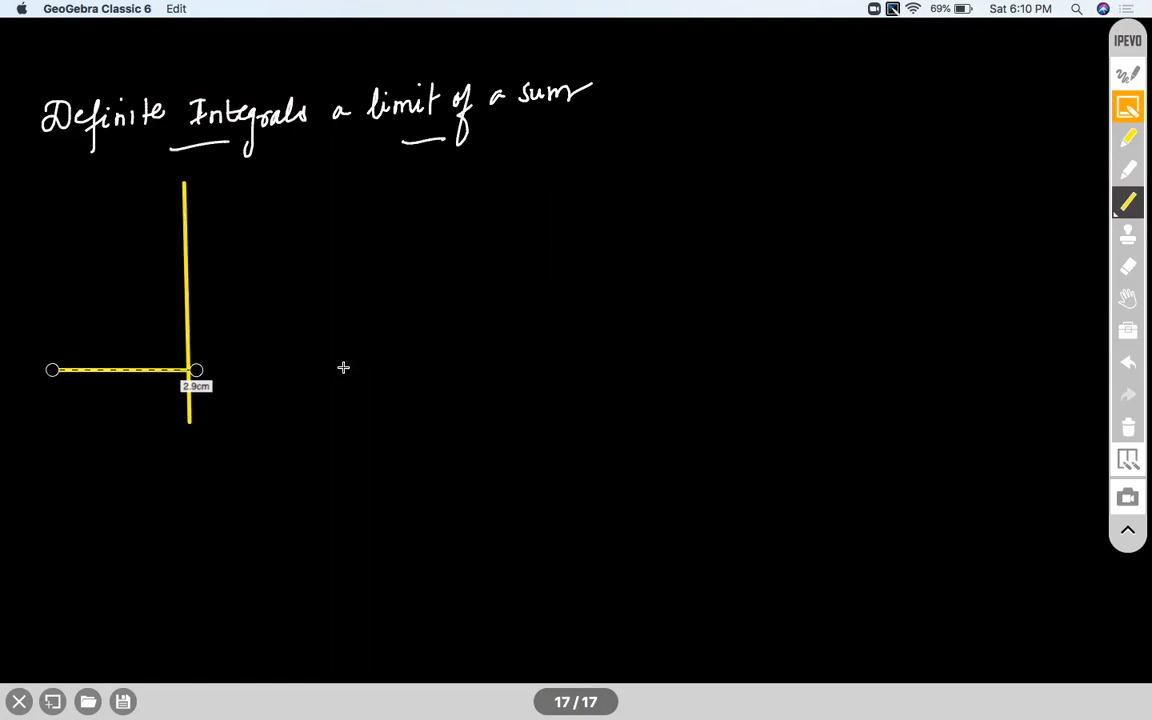 GeoGebra Classic 6 Edit 69% Sat 6:10 PM
IPEVO
Definite Integrals a limit of a sum
2.9cm
17 / 17